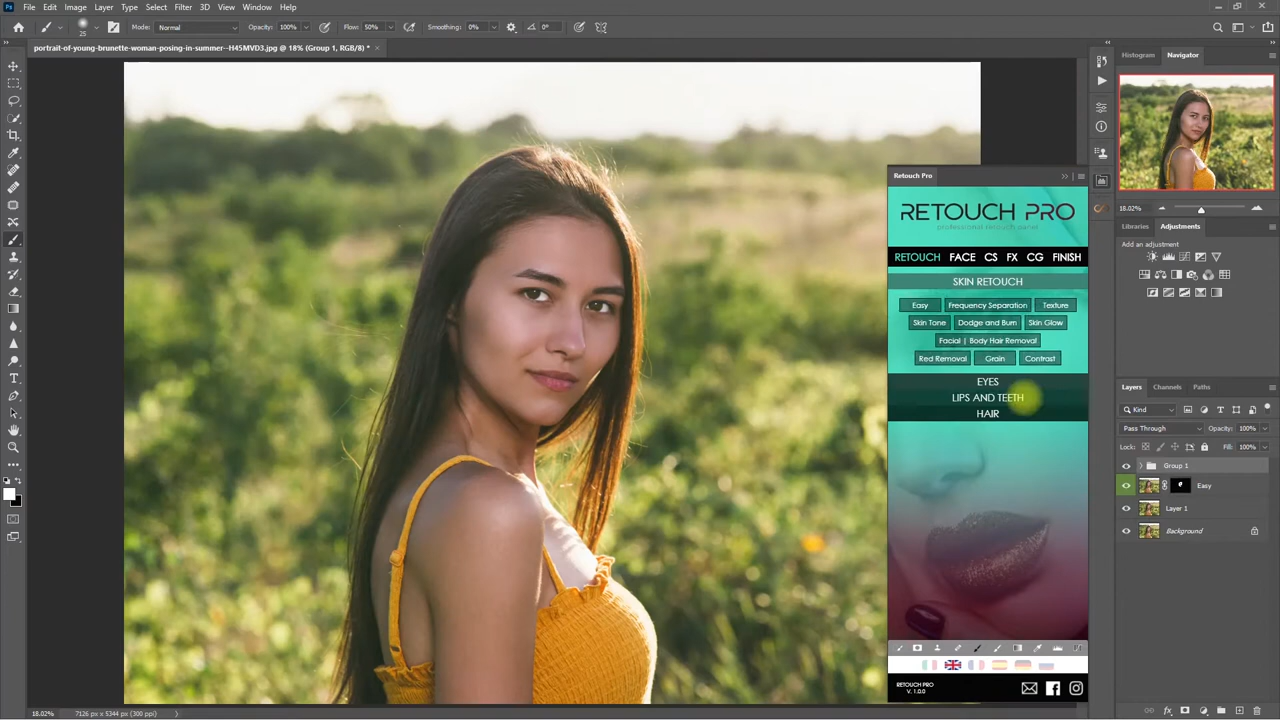 File Edit Image Layer Type Select Filter 3D View Window Help
Mode: Normal Opacity: 100% Flow: 50% Smoothing: 0% 0°
25
portrait-of-young-brunette-woman-posing-in-summer--H45MVD3.jpg @ 18% (Group 1, RGB/8) *
Histogram Navigator
18.02%
Libraries Adjustments
Add an adjustment
Retouch Pro
RETOUCH PRO
professional retouch panel
RETOUCH FACE CS FX CG FINISH
SKIN RETOUCH
Easy Frequency Separation Texture
Skin Tone Dodge and Burn Skin Glow
Facial | Body Hair Removal
Red Removal Grain Contrast
EYES
LIPS AND TEETH
HAIR
RETOUCH PRO
V. 1.0.0
Layers Channels Paths
Kind
Pass Through Opacity: 100%
Lock: Fill: 100%
Group 1
Easy
Layer 1
Background
18.02% 7126 px x 5344 px (300 ppi)